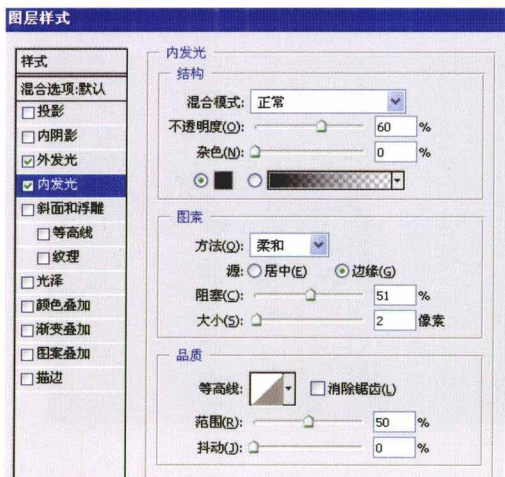 图层样式
样式
混合选项:默认
投影
内阴影
外发光
内发光
斜面和浮雕
等高线
纹理
光泽
颜色叠加
渐变叠加
图案叠加
描边
内发光
结构
混合模式: 正常
不透明度(O): 60 %
杂色(N): 0 %
图素
方法(Q): 柔和
源: 居中(E) 边缘(G)
阻塞(C): 51 %
大小(S): 2 像素
品质
等高线: 消除锯齿(L)
范围(R): 50 %
抖动(J): 0 %